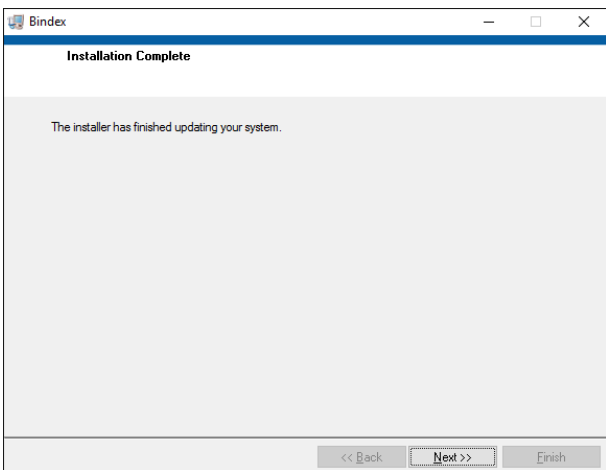 Bindex
Installation Complete
The installer has finished updating your system.
<< Back
Next >>
Finish